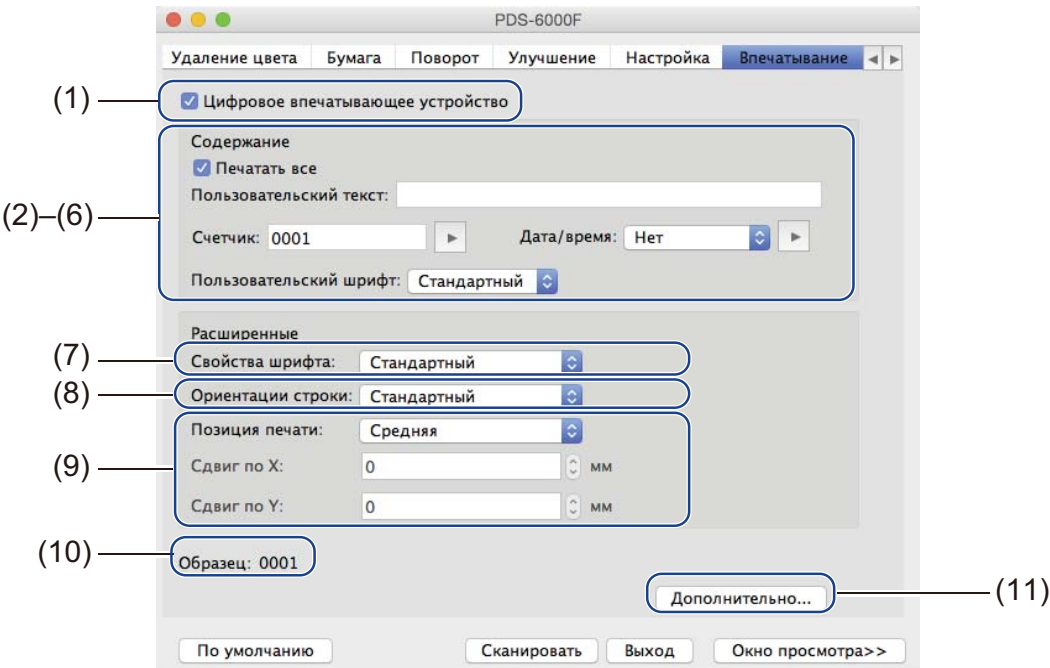 PDS-6000F
Удаление цвета Бумага Поворот Улучшение Настройка Впечатывание
(1) Цифровое впечатывающее устройство
Содержание
Печатать все
(2)–(6) Пользовательский текст:
Счетчик: 0001 Дата/время: Нет
Пользовательский шрифт: Стандартный
Расширенные
(7) Свойства шрифта: Стандартный
(8) Ориентации строки: Стандартный
Позиция печати: Средняя
(9) Сдвиг по X: 0 мм
Сдвиг по Y: 0 мм
(10) Образец: 0001
Дополнительно... (11)
По умолчанию Сканировать Выход Окно просмотра>>